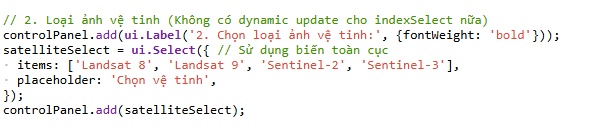 // 2. Loại ảnh vệ tinh (Không có dynamic update cho indexSelect nữa)
controlPanel.add(ui.Label('2. Chọn loại ảnh vệ tinh:', {fontWeight: 'bold'}));
satelliteSelect = ui.Select({ // Sử dụng biến toàn cục
  items: ['Landsat 8', 'Landsat 9', 'Sentinel-2', 'Sentinel-3'],
  placeholder: 'Chọn vệ tinh',
});
controlPanel.add(satelliteSelect);